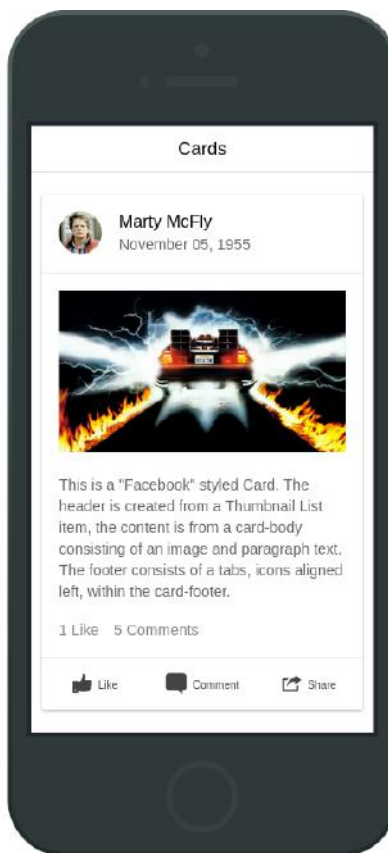 Cards
Marty McFly
November 05, 1955
This is a "Facebook" styled Card. The
header is created from a Thumbnail List
item, the content is from a card-body
consisting of an image and paragraph text.
The footer consists of a tabs, icons aligned
left, within the card-footer.
1 Like 5 Comments
Like Comment Share